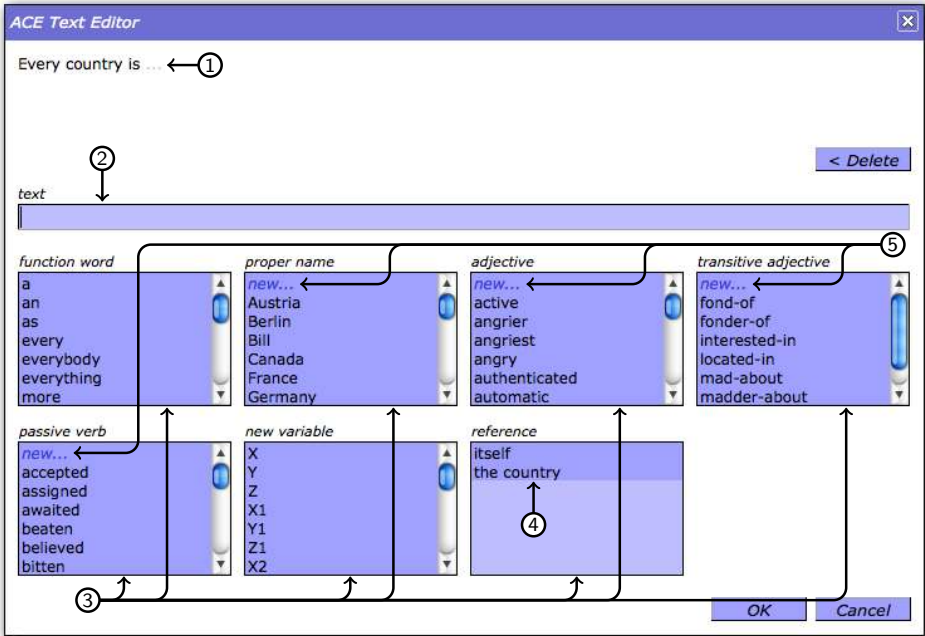 ACE Text Editor
Every country is ... 1
2
< Delete
text
5
function word
a
an
as
every
everybody
everything
more
proper name
new...
Austria
Berlin
Bill
Canada
France
Germany
adjective
new...
active
angrier
angriest
angry
authenticated
automatic
transitive adjective
new...
fond-of
fonder-of
interested-in
located-in
mad-about
madder-about
passive verb
new...
accepted
assigned
awaited
beaten
believed
bitten
new variable
X
Y
Z
X1
Y1
Z1
X2
reference
itself
the country
4
3
OK Cancel